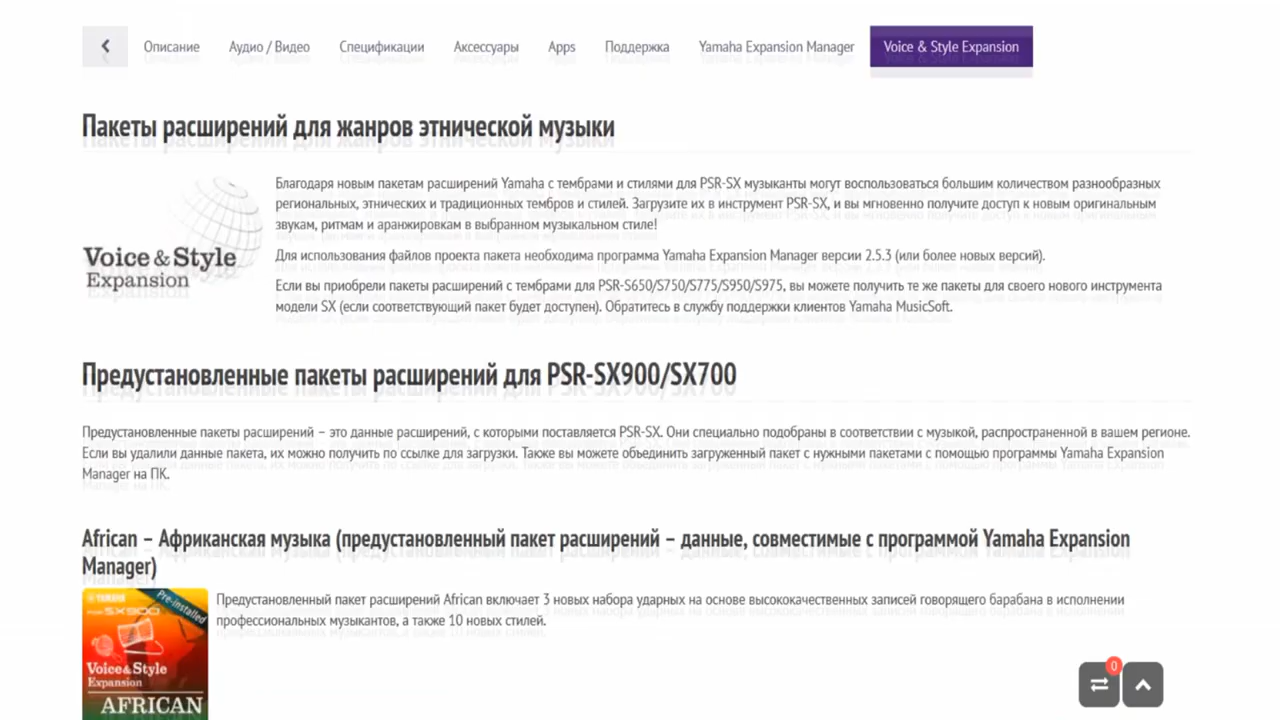 Описание Аудио / Видео Спецификации Аксессуары Apps Поддержка Yamaha Expansion Manager Voice & Style Expansion
Пакеты расширений для жанров этнической музыки
Voice & Style
Expansion
Благодаря новым пакетам расширений Yamaha с тембрами и стилями для PSR-SX музыканты могут воспользоваться большим количеством разнообразных
региональных, этнических и традиционных тембров и стилей. Загрузите их в инструмент PSR-SX, и вы мгновенно получите доступ к новым оригинальным
звукам, ритмам и аранжировкам в выбранном музыкальном стиле!
Для использования файлов проекта пакета необходима программа Yamaha Expansion Manager версии 2.5.3 (или более новых версий).
Если вы приобрели пакеты расширений с тембрами для PSR-S650/S750/S775/S950/S975, вы можете получить те же пакеты для своего нового инструмента
модели SX (если соответствующий пакет будет доступен). Обратитесь в службу поддержки клиентов Yamaha MusicSoft.
Предустановленные пакеты расширений для PSR-SX900/SX700
Предустановленные пакеты расширений – это данные расширений, с которыми поставляется PSR-SX. Они специально подобраны в соответствии с музыкой, распространенной в вашем регионе.
Если вы удалили данные пакета, их можно получить по ссылке для загрузки. Также вы можете объединить загруженный пакет с нужными пакетами с помощью программы Yamaha Expansion
Manager на ПК.
African – Африканская музыка (предустановленный пакет расширений – данные, совместимые с программой Yamaha Expansion
Manager)
Предустановленный пакет расширений African включает 3 новых набора ударных на основе высококачественных записей говорящего барабана в исполнении
профессиональных музыкантов, а также 10 новых стилей.
YAMAHA
SX900
Pre-installed
Voice & Style
Expansion
AFRICAN
0